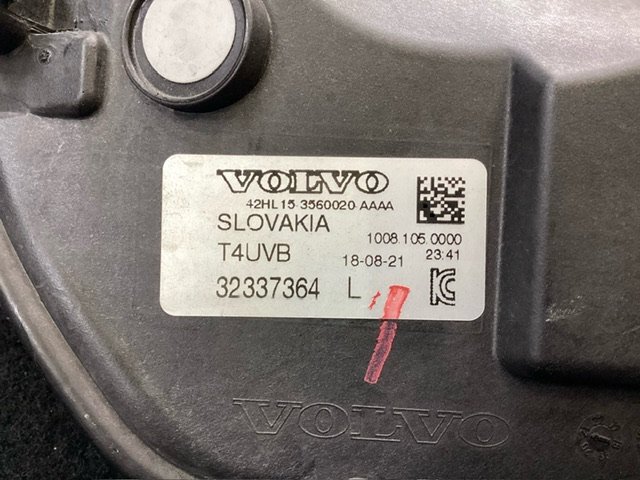 VOLVO
42HL15-3560020-AAAA
SLOVAKIA
1008.105.0000
T4UVB 18-08-21 23:41
32337364 L
VOLVO